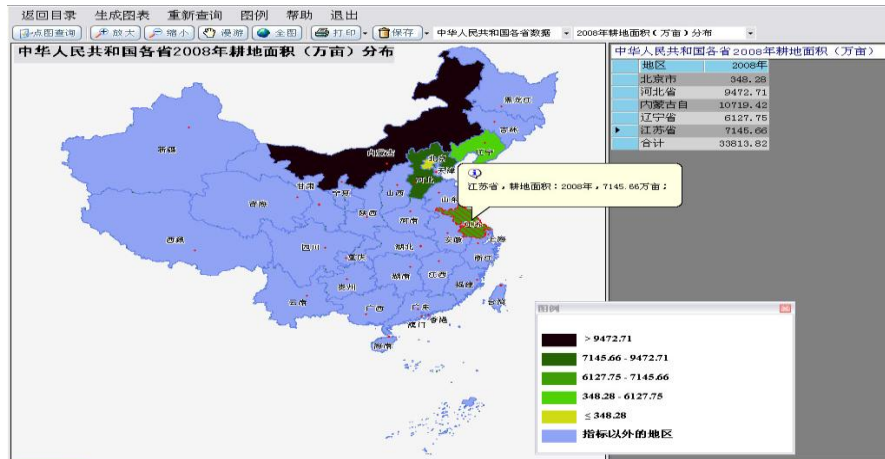 返回目录 生成图表 重新查询 图例 帮助 退出
点图查询 放大 缩小 漫游 全图 打印 保存 中华人民共和国各省数据 2008年耕地面积(万亩)分布
中华人民共和国各省2008年耕地面积（万亩）分布
中华人民共和国各省2008年耕地面积（万亩）
地区 2008年
北京市 348.28
河北省 9472.71
内蒙古自 10719.42
辽宁省 6127.75
江苏省 7145.66
合计 33813.82
黑龙江
吉林
新疆
内蒙古
北京
辽宁
天津
河北
甘肃
宁夏
山西
山东
青海
陕西
河南
江苏,耕地面积:2008年,7145.66万亩;
西藏
四川
重庆
湖北
安徽
上海
浙江
湖南
江西
贵州
福建
云南
广西
广东
台湾
香港
澳门
海南
图例
> 9472.71
7145.66 - 9472.71
6127.75 - 7145.66
348.28 - 6127.75
≤ 348.28
指标以外的地区